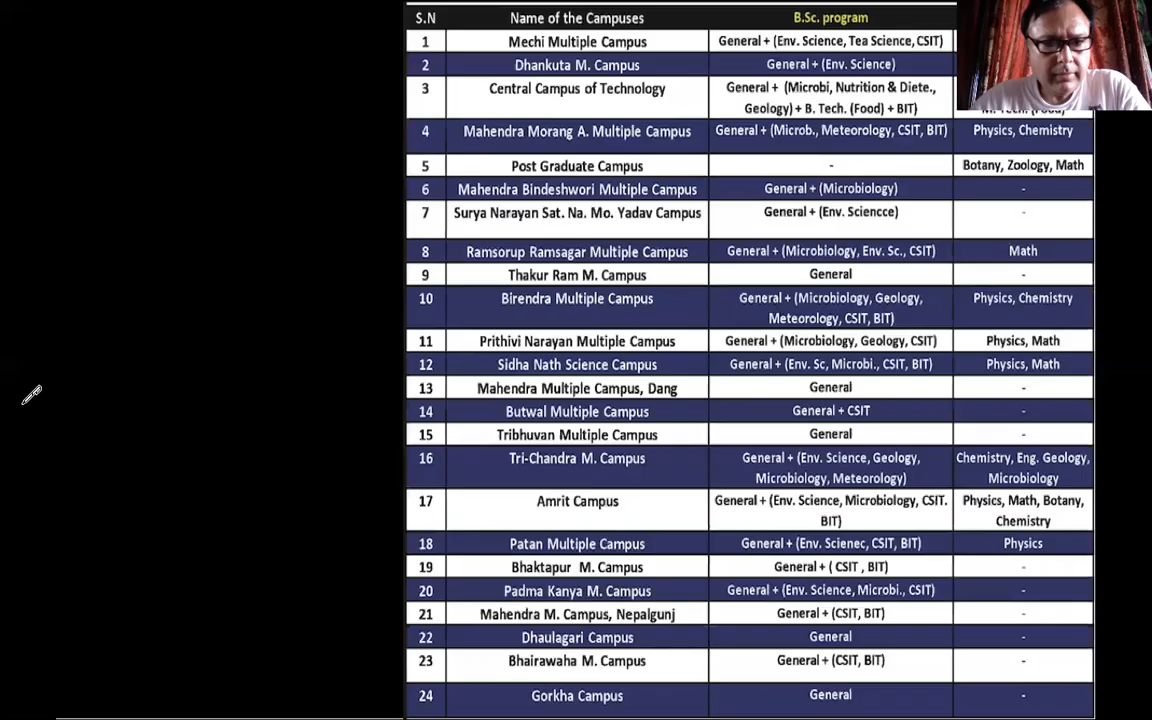 S.N Name of the Campuses B.Sc. program
1 Mechi Multiple Campus General + (Env. Science, Tea Science, CSIT)
2 Dhankuta M. Campus General + (Env. Science)
3 Central Campus of Technology General + (Microbi, Nutrition & Diete.,
Geology) + B. Tech. (Food) + BIT) M. Tech. (Food)
4 Mahendra Morang A. Multiple Campus General + (Microb., Meteorology, CSIT, BIT) Physics, Chemistry
5 Post Graduate Campus - Botany, Zoology, Math
6 Mahendra Bindeshwori Multiple Campus General + (Microbiology) -
7 Surya Narayan Sat. Na. Mo. Yadav Campus General + (Env. Sciencce) -
8 Ramsorup Ramsagar Multiple Campus General + (Microbiology, Env. Sc., CSIT) Math
9 Thakur Ram M. Campus General -
10 Birendra Multiple Campus General + (Microbiology, Geology, Physics, Chemistry
Meteorology, CSIT, BIT)
11 Prithivi Narayan Multiple Campus General + (Microbiology, Geology, CSIT) Physics, Math
12 Sidha Nath Science Campus General + (Env. Sc, Microbi., CSIT, BIT) Physics, Math
13 Mahendra Multiple Campus, Dang General -
14 Butwal Multiple Campus General + CSIT -
15 Tribhuvan Multiple Campus General -
16 Tri-Chandra M. Campus General + (Env. Science, Geology, Chemistry, Eng. Geology,
Microbiology, Meteorology) Microbiology
17 Amrit Campus General + (Env. Science, Microbiology, CSIT. Physics, Math, Botany,
BIT) Chemistry
18 Patan Multiple Campus General + (Env. Scienec, CSIT, BIT) Physics
19 Bhaktapur M. Campus General + ( CSIT , BIT) -
20 Padma Kanya M. Campus General + (Env. Science, Microbi., CSIT) -
21 Mahendra M. Campus, Nepalgunj General + (CSIT, BIT) -
22 Dhaulagari Campus General -
23 Bhairawaha M. Campus General + (CSIT, BIT) -
24 Gorkha Campus General -